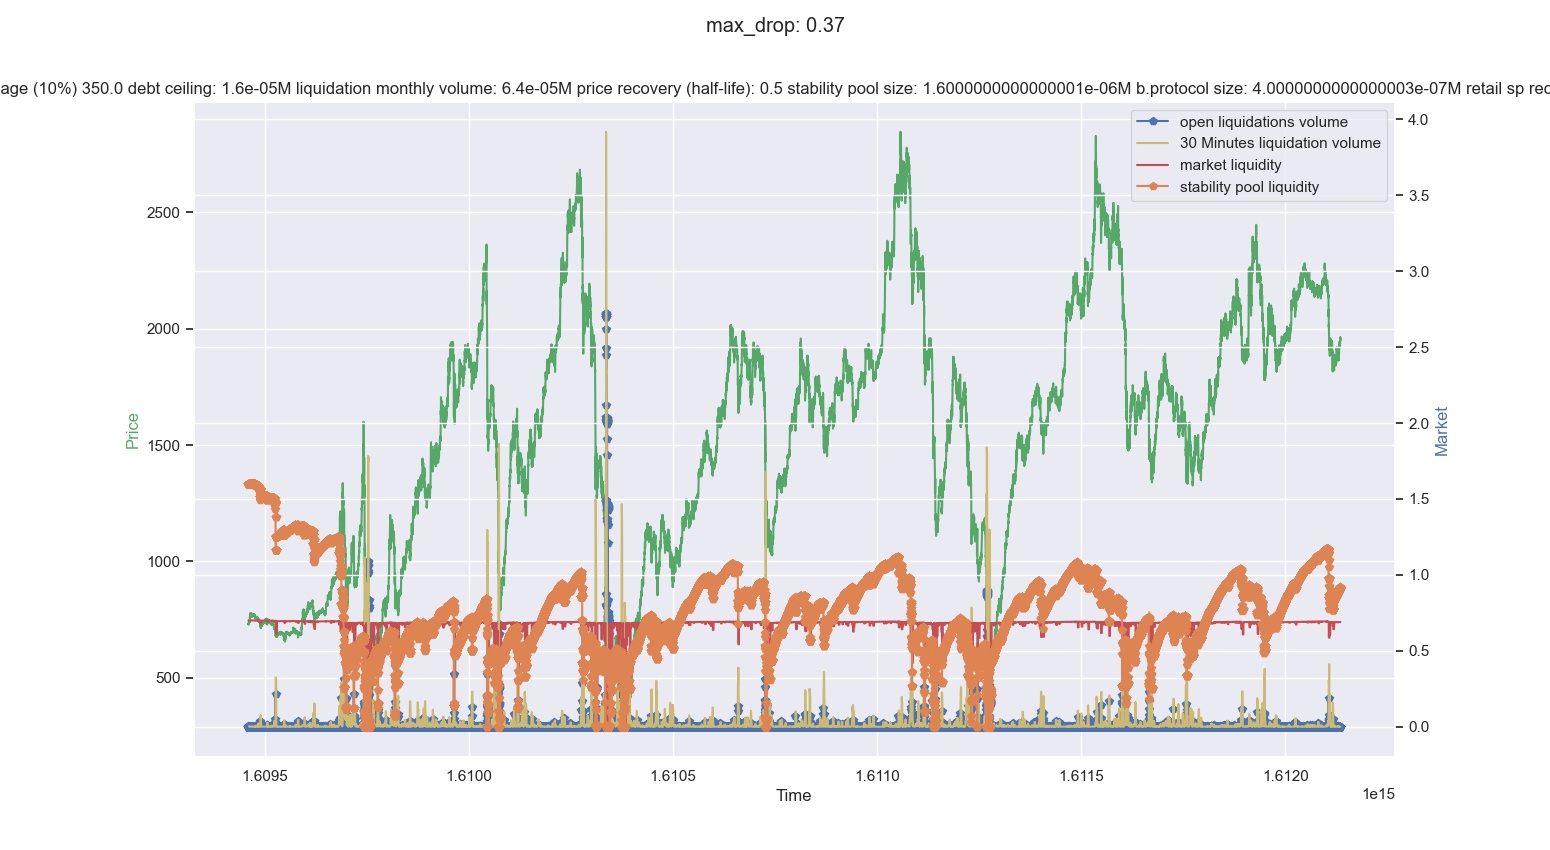 max_drop: 0.37
age (10%) 350.0 debt ceiling: 1.6e-05M liquidation monthly volume: 6.4e-05M price recovery (half-life): 0.5 stability pool size: 1.6000000000000001e-06M b.protocol size: 4.0000000000000003e-07M retail sp rec
open liquidations volume
30 Minutes liquidation volume
market liquidity
stability pool liquidity
4.0
3.5
3.0
2.5
2.0
1.5
1.0
0.5
0.0
Market
2500
2000
1500
1000
500
Price
1.6095 1.6100 1.6105 1.6110 1.6115 1.6120
1e15
Time